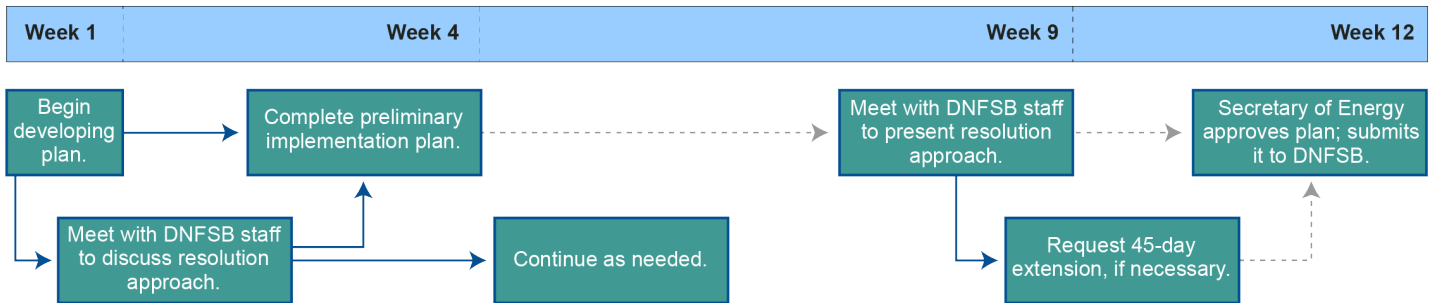 Week 1
Week 4
Week 9
Week 12
Begin
developing
plan.
Complete preliminary
implementation plan.
Meet with DNFSB staff
to present resolution
approach.
Secretary of Energy
approves plan; submits
it to DNFSB.
Meet with DNFSB staff
to discuss resolution
approach.
Continue as needed.
Request 45-day
extension, if necessary.